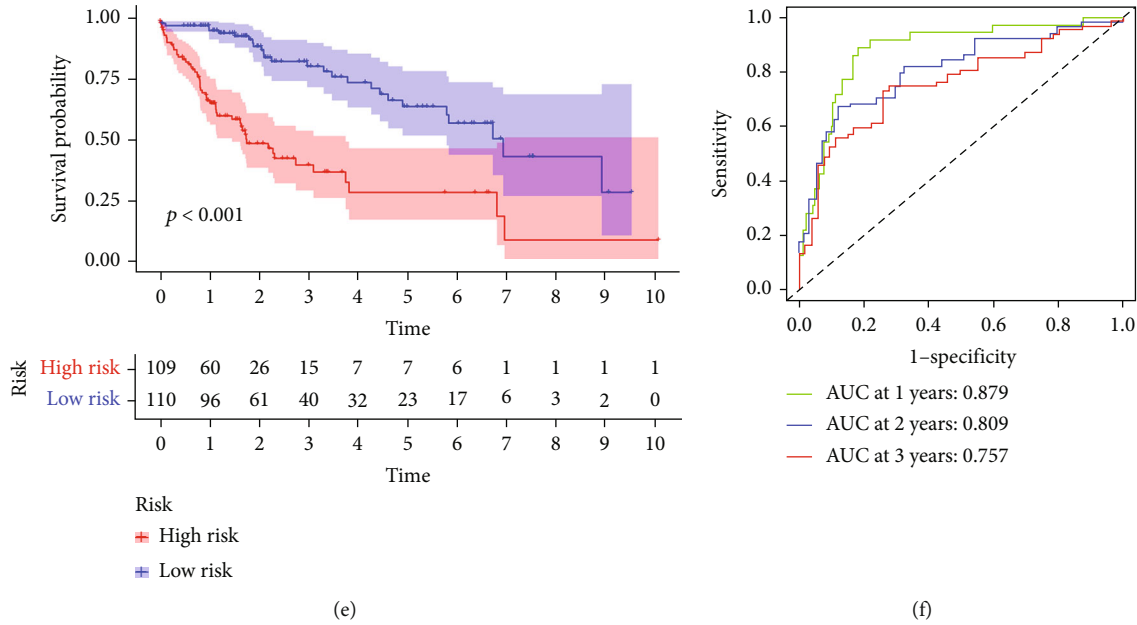 1.00
0.75
0.50
0.25
0.00
Survival probability
p < 0.001
0 1 2 3 4 5 6 7 8 9 10
Time
Risk
High risk 109 60 26 15 7 7 6 1 1 1 1
Low risk 110 96 61 40 32 23 17 6 3 2 0
0 1 2 3 4 5 6 7 8 9 10
Time
Risk
High risk
Low risk
(e)
1.0
0.8
0.6
0.4
0.2
0.0
Sensitivity
0.0 0.2 0.4 0.6 0.8 1.0
1–specificity
AUC at 1 years: 0.879
AUC at 2 years: 0.809
AUC at 3 years: 0.757
(f)